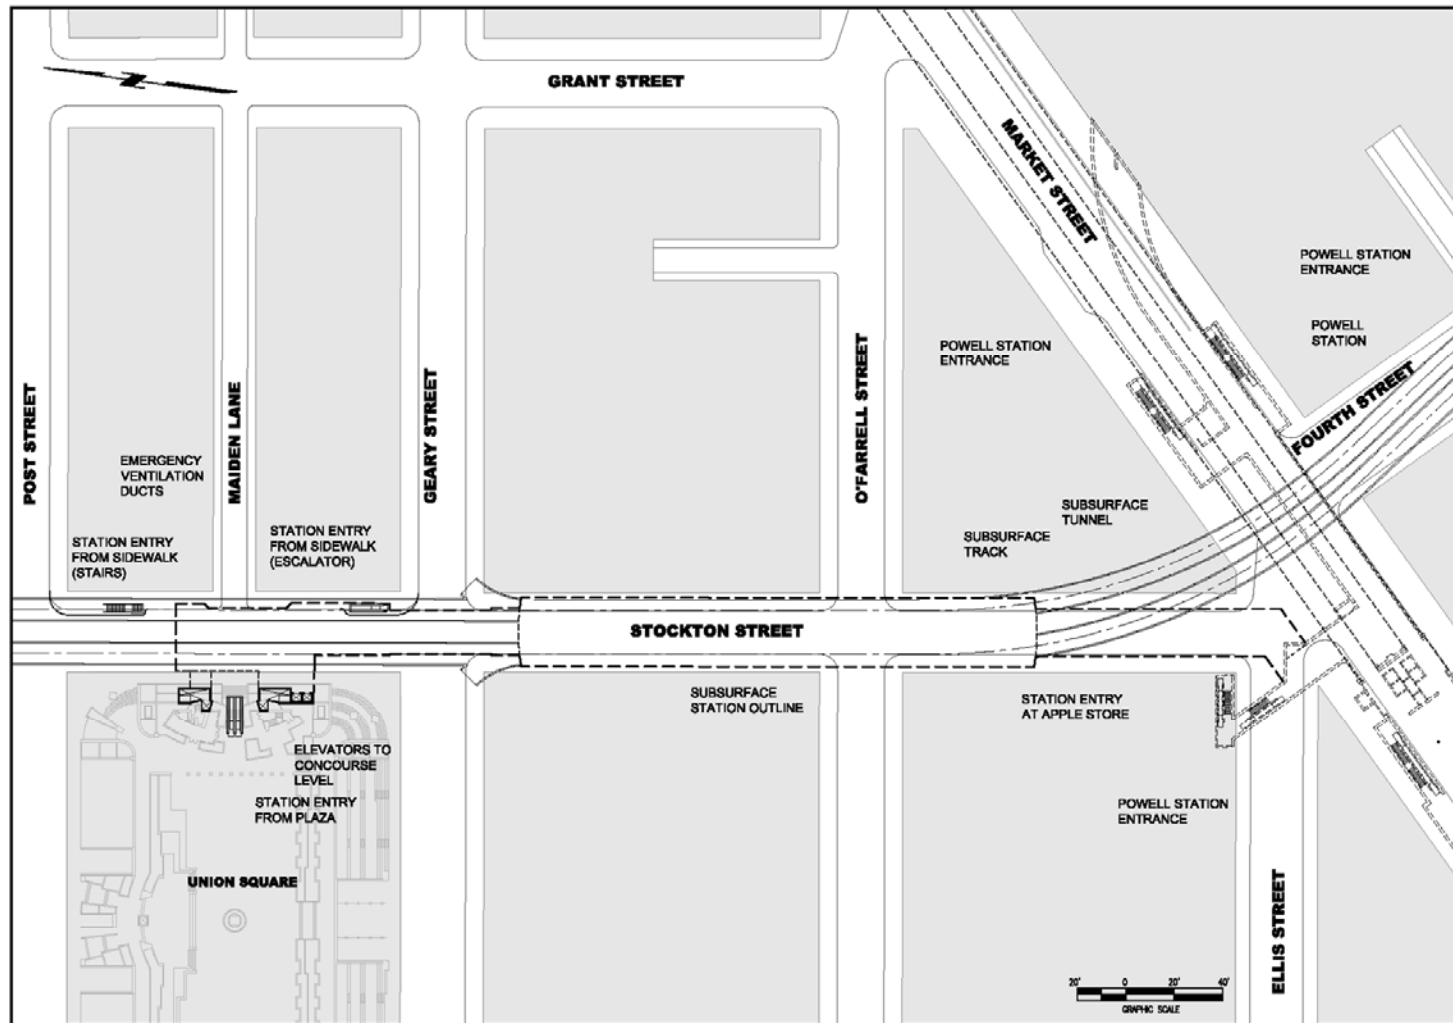 GRANT STREET
MARKET STREET
POWELL STATION
ENTRANCE
POWELL
STATION
POWELL STATION
ENTRANCE
FOURTH STREET
POST STREET
MAIDEN LANE
GEARY STREET
O'FARRELL STREET
EMERGENCY
VENTILATION
DUCTS
STATION ENTRY
FROM SIDEWALK
(STAIRS)
STATION ENTRY
FROM SIDEWALK
(ESCALATOR)
SUBSURFACE
TUNNEL
SUBSURFACE
TRACK
STOCKTON STREET
SUBSURFACE
STATION OUTLINE
STATION ENTRY
AT APPLE STORE
ELEVATORS TO
CONCOURSE
LEVEL
STATION ENTRY
FROM PLAZA
POWELL STATION
ENTRANCE
UNION SQUARE
ELLIS STREET
20' 0 20' 40'
GRAPHIC SCALE